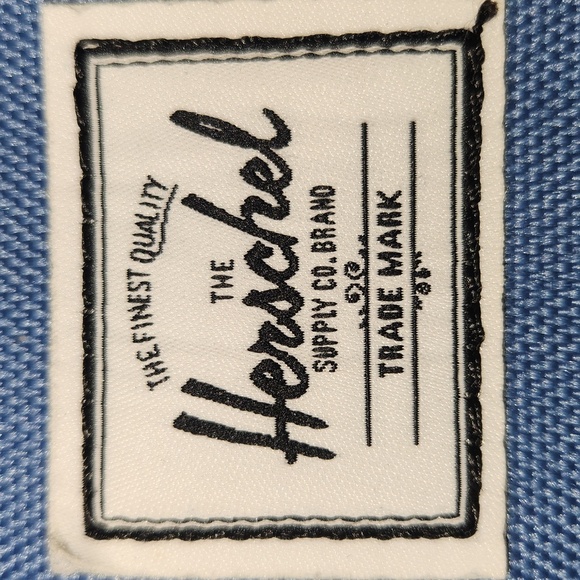 THE FINEST QUALITY
THE
Herschel
SUPPLY CO. BRAND
TRADE MARK